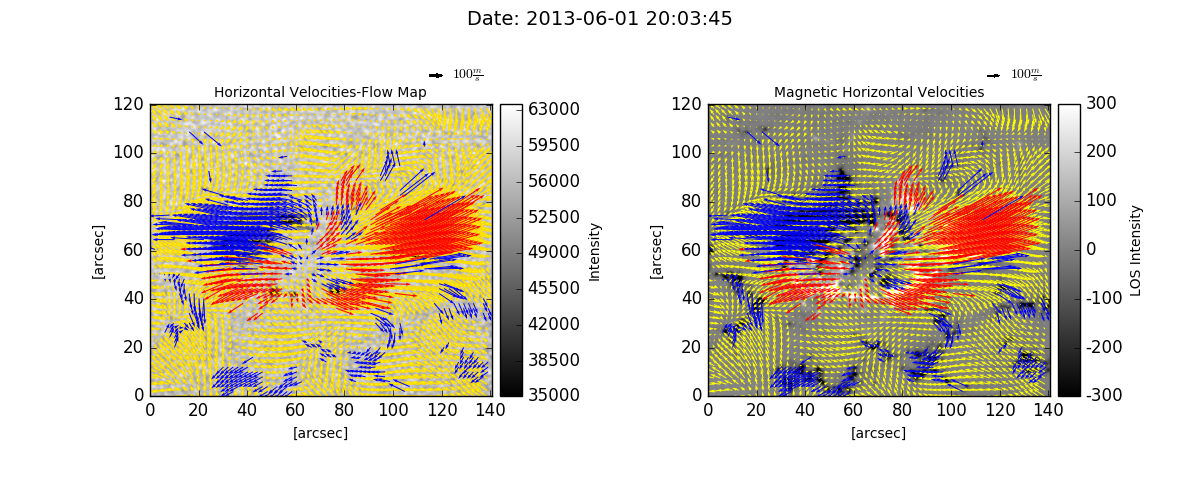 Date: 2013-06-01 20:03:45
100 m/s
Horizontal Velocities-Flow Map
120
100
80
60
40
20
0
[arcsec]
0 20 40 60 80 100 120 140
[arcsec]
63000
59500
56000
52500
49000
45500
42000
38500
35000
Intensity
100 m/s
Magnetic Horizontal Velocities
120
100
80
60
40
20
0
[arcsec]
0 20 40 60 80 100 120 140
[arcsec]
300
200
100
0
-100
-200
-300
LOS Intensity